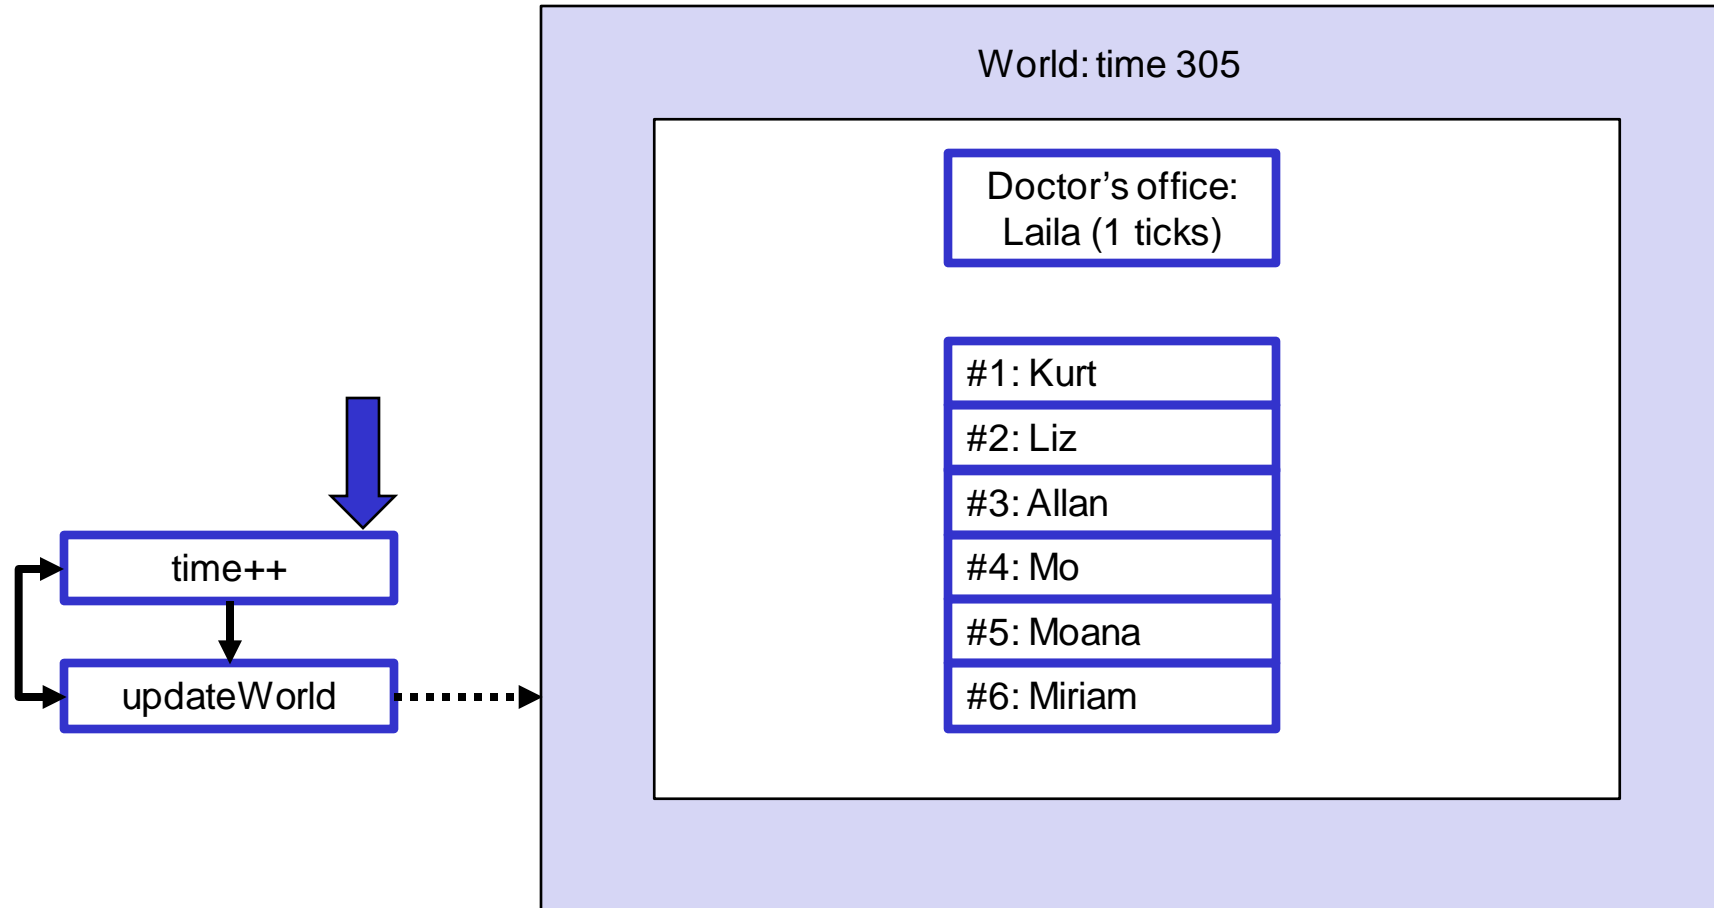 World: time 305
Doctor’s office:
Laila (1 ticks)
#1: Kurt
#2: Liz
#3: Allan
#4: Mo
#5: Moana
#6: Miriam
time++
updateWorld